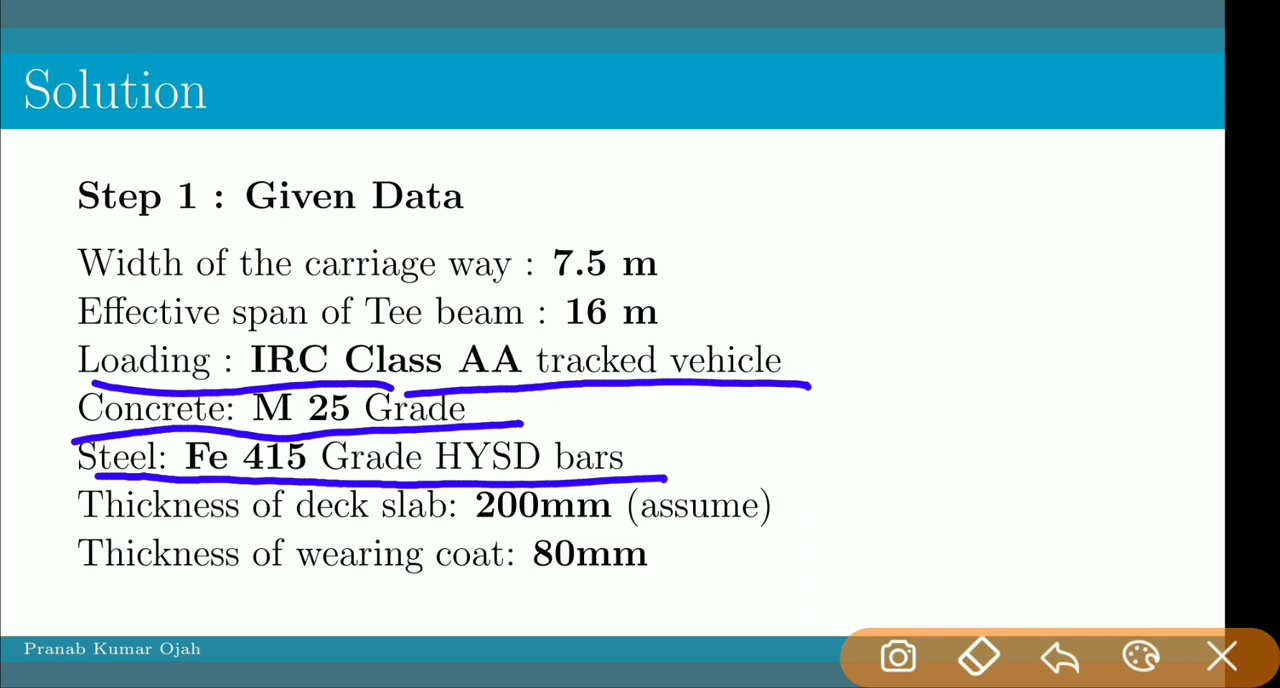 Solution
Step 1 : Given Data
Width of the carriage way : 7.5 m
Effective span of Tee beam : 16 m
Loading : IRC Class AA tracked vehicle
Concrete: M 25 Grade
Steel: Fe 415 Grade HYSD bars
Thickness of deck slab: 200mm (assume)
Thickness of wearing coat: 80mm
Pranab Kumar Ojah